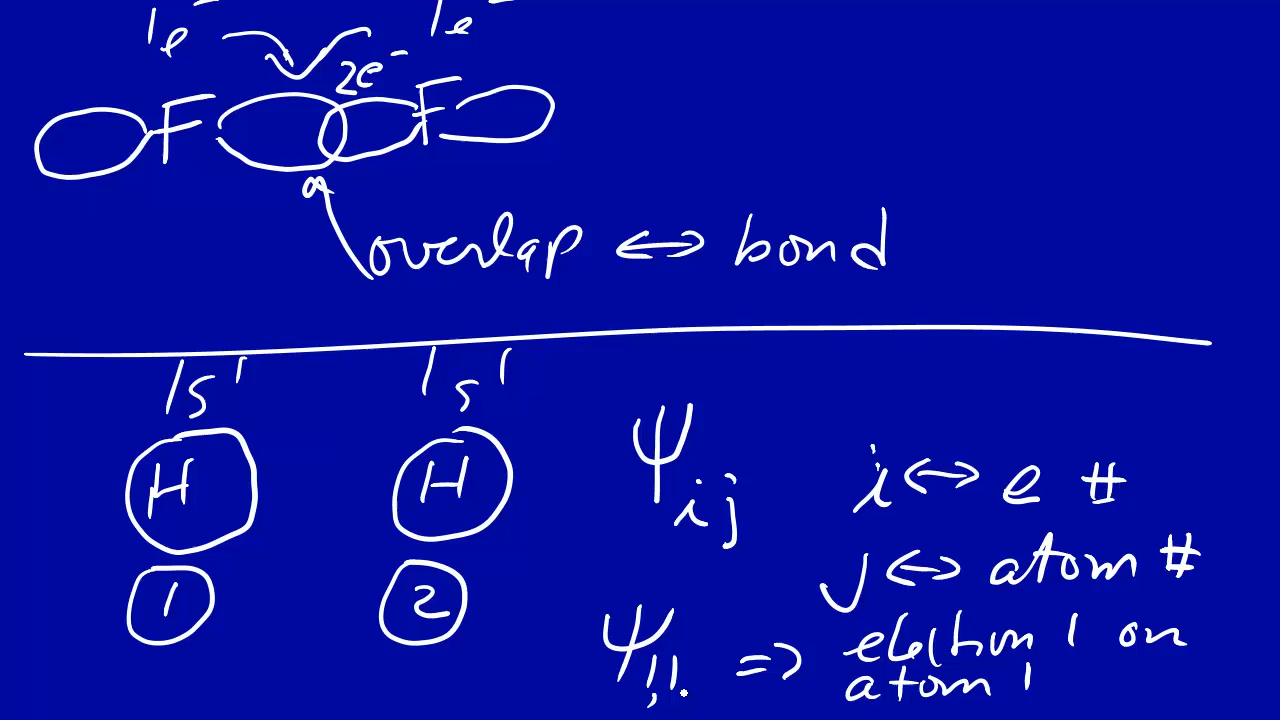 1e⁻ 1e⁻
2e⁻
F F
overlap ↔ bond
1s¹ 1s¹
H H
1 2
ψij
i ↔ e #
j ↔ atom #
ψ1,1 ⇒ electron 1 on
atom 1